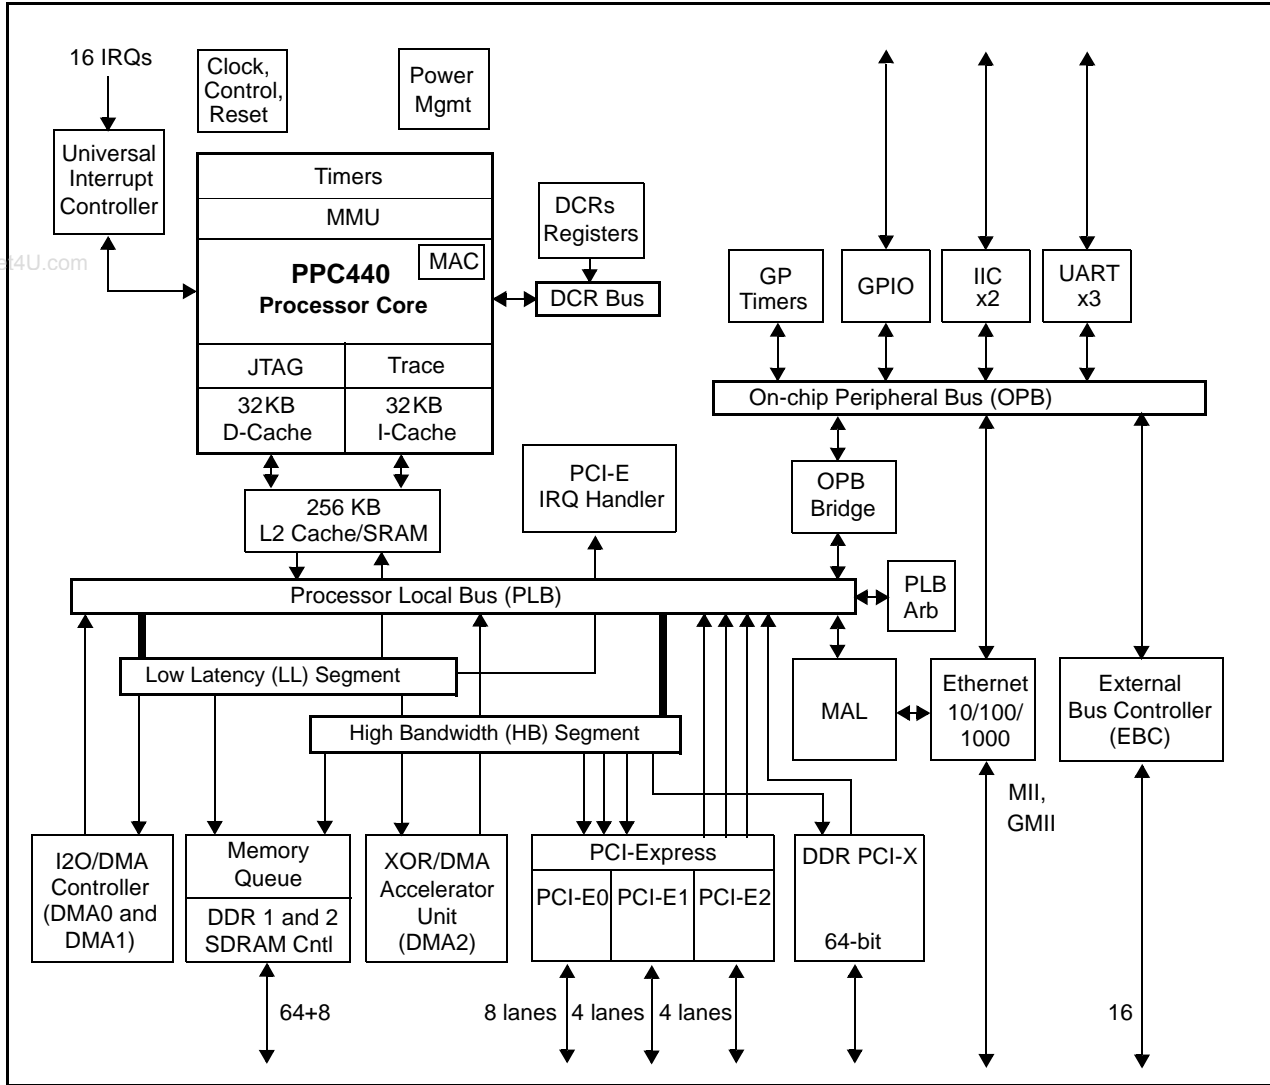 16 IRQs
Clock,
Control,
Reset
Power
Mgmt
Universal
Interrupt
Controller
Timers
MMU
MAC
PPC440
Processor Core
JTAG
Trace
32KB
D-Cache
32KB
I-Cache
DCRs
Registers
DCR Bus
et4U.com
GP
Timers
GPIO
IIC
x2
UART
x3
On-chip Peripheral Bus (OPB)
256 KB
L2 Cache/SRAM
PCI-E
IRQ Handler
OPB
Bridge
Processor Local Bus (PLB)
PLB
Arb
Low Latency (LL) Segment
High Bandwidth (HB) Segment
MAL
Ethernet
10/100/
1000
External
Bus Controller
(EBC)
MII,
GMII
I2O/DMA
Controller
(DMA0 and
DMA1)
Memory
Queue
DDR 1 and 2
SDRAM Cntl
XOR/DMA
Accelerator
Unit
(DMA2)
PCI-Express
PCI-E0
PCI-E1
PCI-E2
DDR PCI-X
64-bit
64+8
8 lanes
4 lanes
4 lanes
16